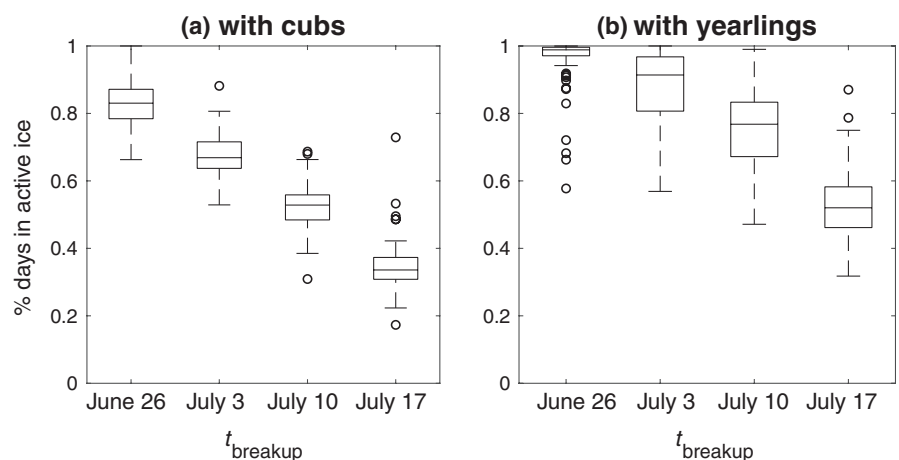 (a) with cubs
(b) with yearlings
% days in active ice
1
0.8
0.6
0.4
0.2
0
June 26 July 3 July 10 July 17
t breakup
1
0.8
0.6
0.4
0.2
0
June 26 July 3 July 10 July 17
t breakup